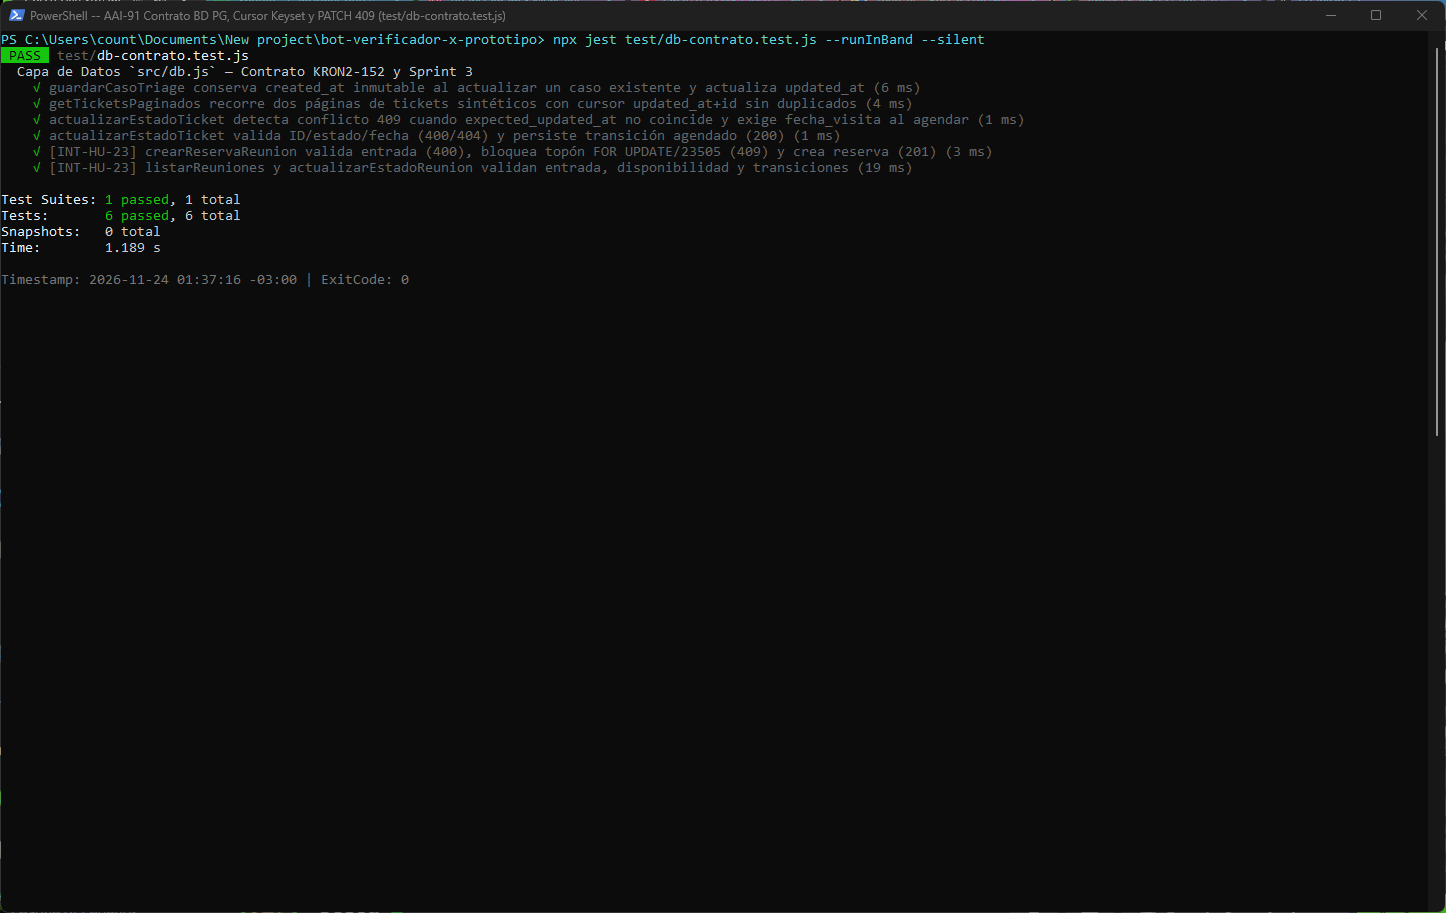 PowerShell -- AAI-91 Contrato BD PG, Cursor Keyset y PATCH 409 (test/db-contrato.test.js)
PS C:\Users\count\Documents\New project\bot-verificador-x-prototipo> npx jest test/db-contrato.test.js --runInBand --silent
PASS test/db-contrato.test.js
Capa de Datos `src/db.js` — Contrato KRON2-152 y Sprint 3
√ guardarCasoTriage conserva created_at inmutable al actualizar un caso existente y actualiza updated_at (6 ms)
√ getTicketsPaginados recorre dos páginas de tickets sintéticos con cursor updated_at+id sin duplicados (4 ms)
√ actualizarEstadoTicket detecta conflicto 409 cuando expected_updated_at no coincide y exige fecha_visita al agendar (1 ms)
√ actualizarEstadoTicket valida ID/estado/fecha (400/404) y persiste transición agendado (200) (1 ms)
√ [INT-HU-23] crearReservaReunion valida entrada (400), bloquea topón FOR UPDATE/23505 (409) y crea reserva (201) (3 ms)
√ [INT-HU-23] listarReuniones y actualizarEstadoReunion validan entrada, disponibilidad y transiciones (19 ms)
Test Suites: 1 passed, 1 total
Tests: 6 passed, 6 total
Snapshots: 0 total
Time: 1.189 s
Timestamp: 2026-11-24 01:37:16 -03:00 | ExitCode: 0